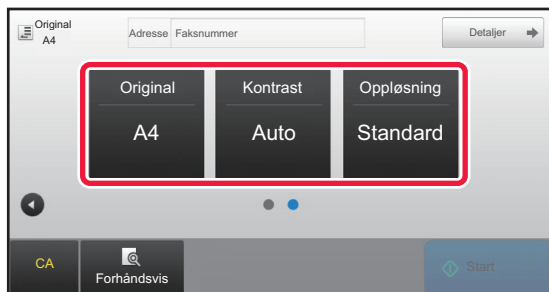 Original
A4
Adresse Faksnummer
Detaljer
Original Kontrast Oppløsning
A4 Auto Standard
CA
Forhåndsvis
Start